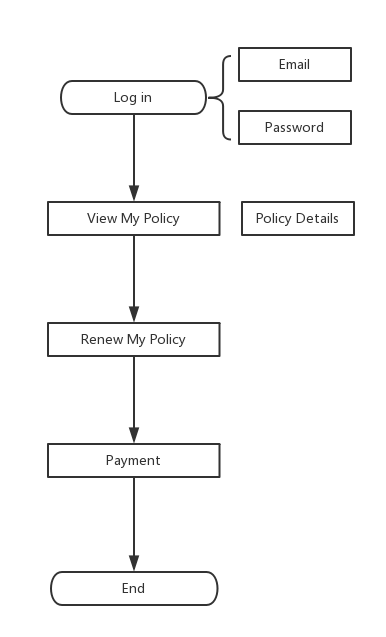 Email
Log in
Password
View My Policy
Policy Details
Renew My Policy
Payment
End